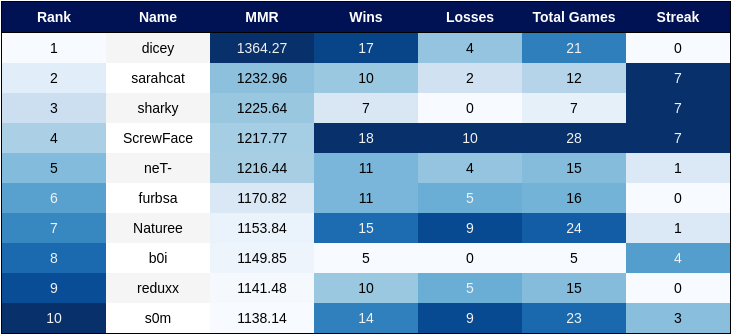 Rank Name MMR Wins Losses Total Games Streak
1 dicey 1364.27 17 4 21 0
2 sarahcat 1232.96 10 2 12 7
3 sharky 1225.64 7 0 7 7
4 ScrewFace 1217.77 18 10 28 7
5 neT- 1216.44 11 4 15 1
6 furbsa 1170.82 11 5 16 0
7 Naturee 1153.84 15 9 24 1
8 b0i 1149.85 5 0 5 4
9 reduxx 1141.48 10 5 15 0
10 s0m 1138.14 14 9 23 3